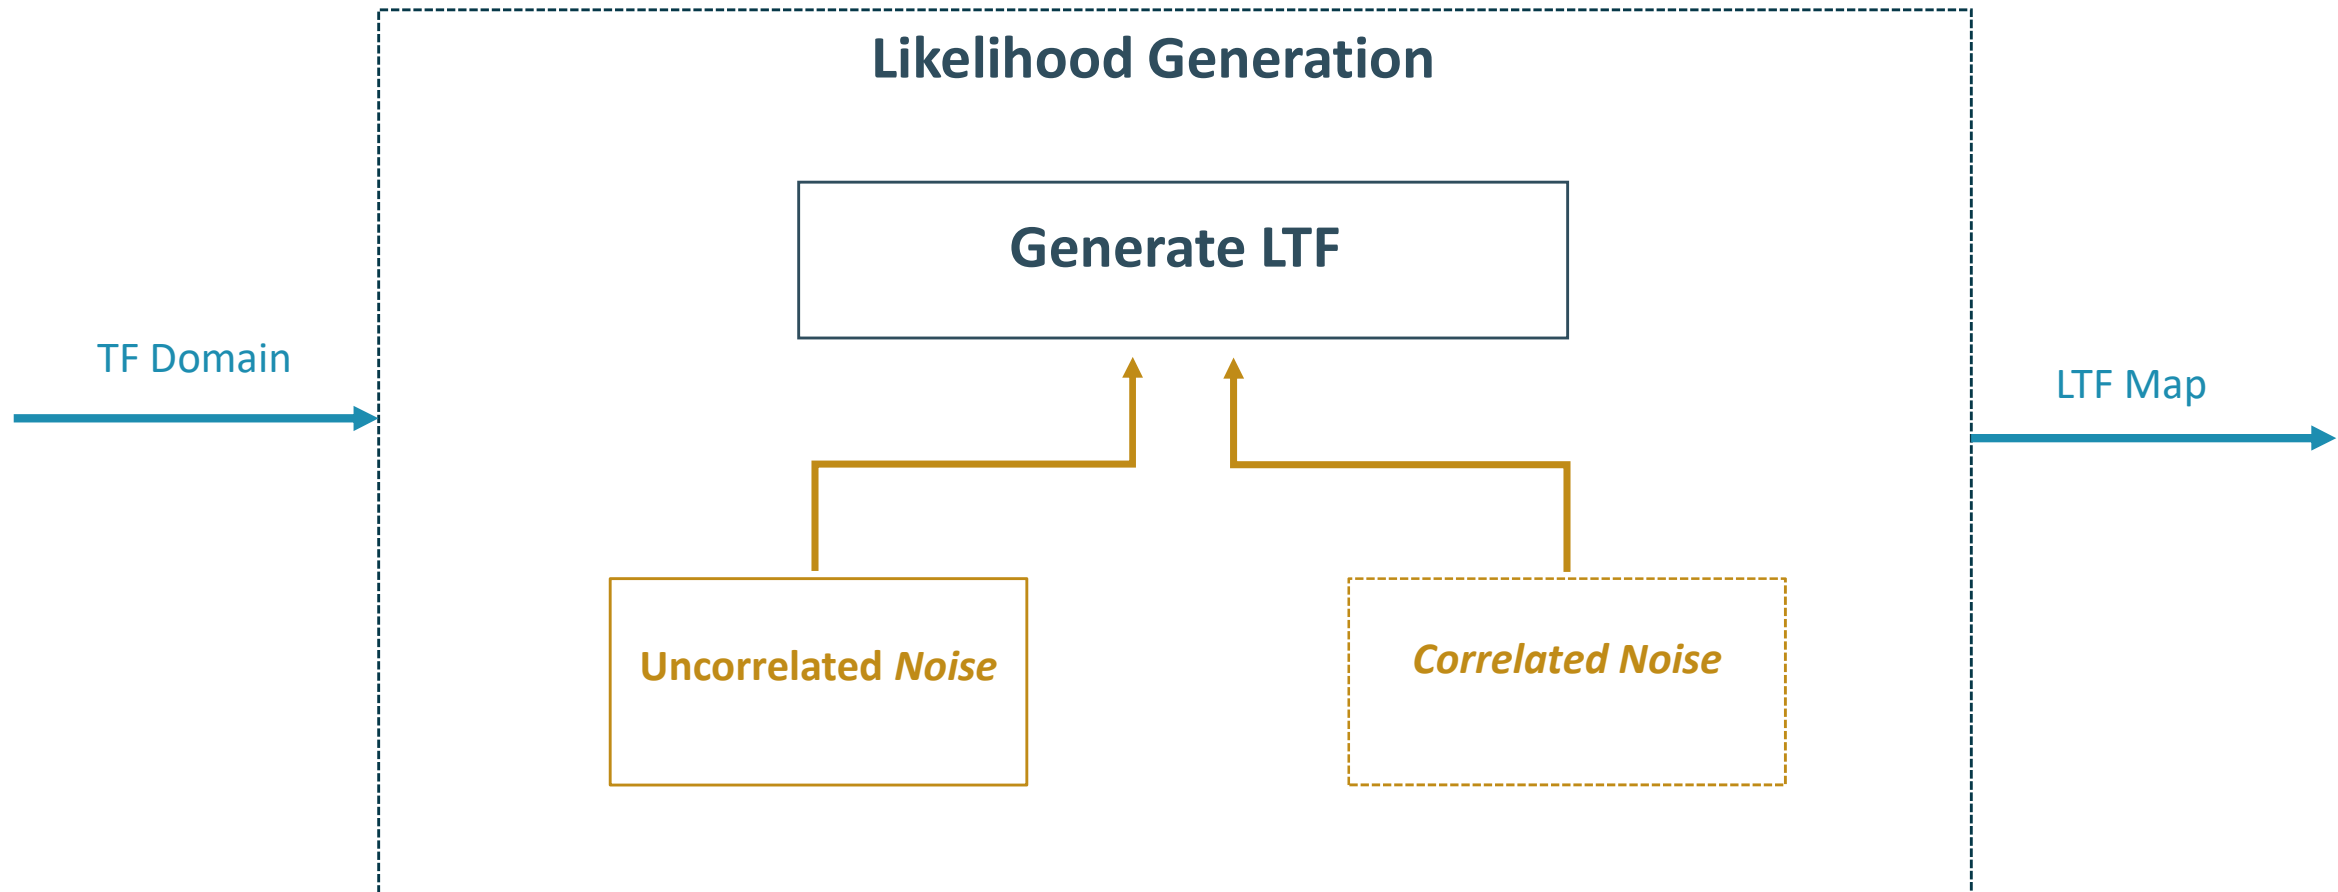 Likelihood Generation
Generate LTF
TF Domain
LTF Map
Uncorrelated Noise
Correlated Noise